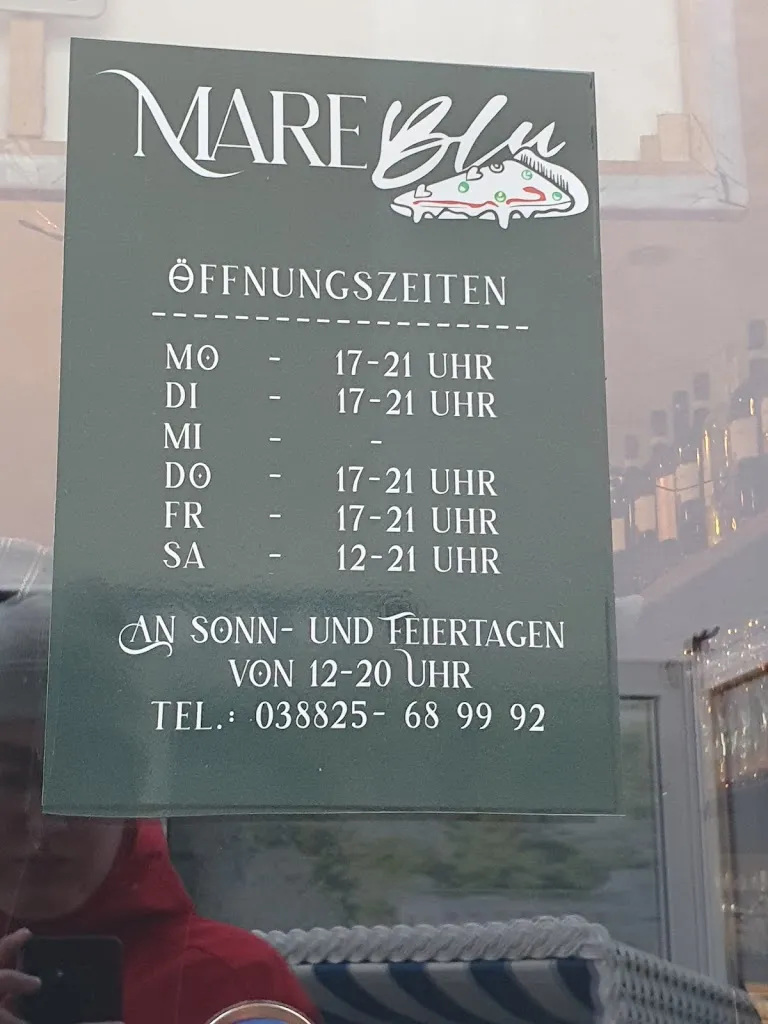 MARE Blu
ÖFFNUNGSZEITEN
-------------------
MO - 17-21 UHR
DI - 17-21 UHR
MI - -
DO - 17-21 UHR
FR - 17-21 UHR
SA - 12-21 UHR
AN SONN- UND FEIERTAGEN
VON 12-20 UHR
TEL.: 038825- 68 99 92